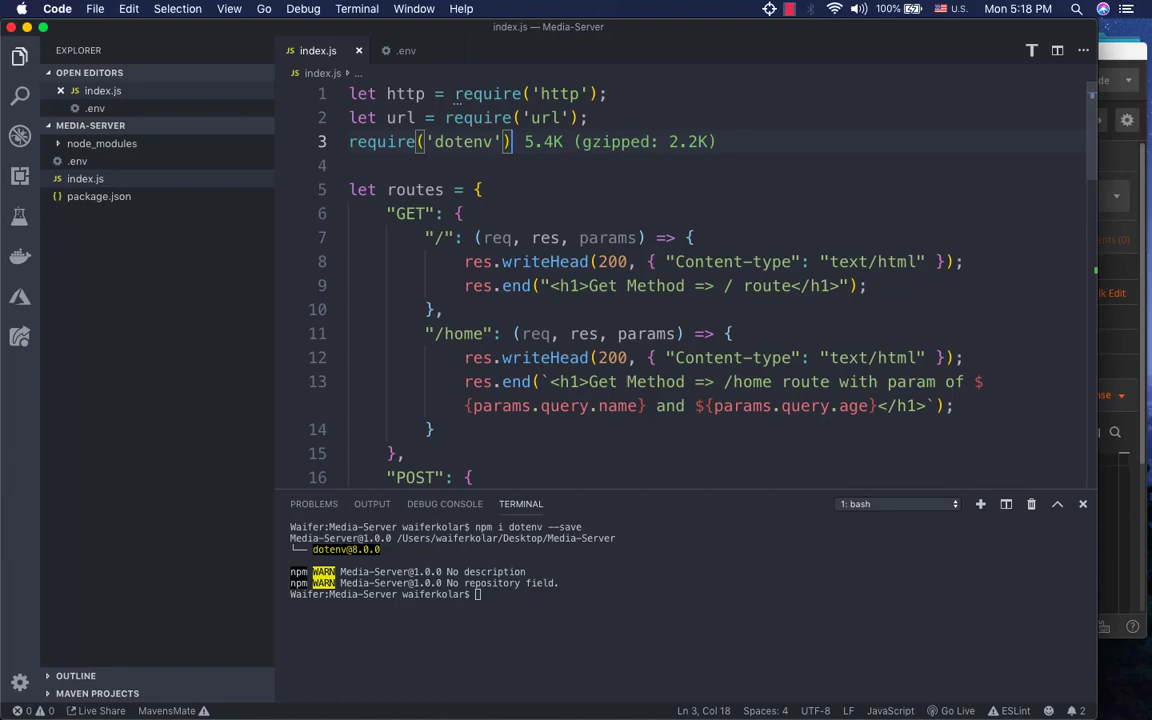 Code File Edit Selection View Go Debug Terminal Window Help 100% U.S. Mon 5:18 PM
index.js — Media-Server
EXPLORER
OPEN EDITORS
index.js
.env
MEDIA-SERVER
node_modules
.env
index.js
package.json
OUTLINE
MAVEN PROJECTS
index.js .env
index.js › ...
1 let http = require('http');
2 let url = require('url');
3 require('dotenv') 5.4K (gzipped: 2.2K)
4
5 let routes = {
6 "GET": {
7 "/": (req, res, params) => {
8 res.writeHead(200, { "Content-type": "text/html" });
9 res.end("<h1>Get Method => / route</h1>");
10 },
11 "/home": (req, res, params) => {
12 res.writeHead(200, { "Content-type": "text/html" });
13 res.end(`<h1>Get Method => /home route with param of $
{params.query.name} and ${params.query.age}</h1>`);
14 }
15 },
16 "POST": {
PROBLEMS OUTPUT DEBUG CONSOLE TERMINAL 1: bash
Waifer:Media-Server waiferkolar$ npm i dotenv --save
Media-Server@1.0.0 /Users/waiferkolar/Desktop/Media-Server
└── dotenv@8.0.0
npm WARN Media-Server@1.0.0 No description
npm WARN Media-Server@1.0.0 No repository field.
Waifer:Media-Server waiferkolar$
0 0 Live Share MavensMate Ln 3, Col 18 Spaces: 4 UTF-8 LF JavaScript Go Live ESLint 2